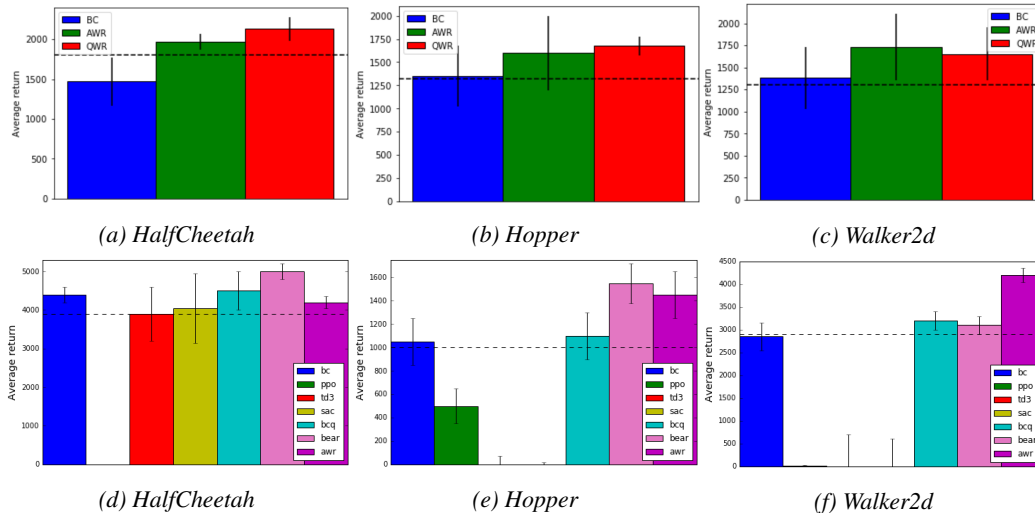 Average return
2000
1500
1000
500
0
BC
AWR
QWR
(a) HalfCheetah
Average return
2000
1750
1500
1250
1000
750
500
250
0
BC
AWR
QWR
(b) Hopper
Average return
2000
1750
1500
1250
1000
750
500
250
0
BC
AWR
QWR
(c) Walker2d
Average return
5000
4000
3000
2000
1000
0
bc
ppo
td3
sac
bcq
bear
awr
(d) HalfCheetah
Average return
1600
1400
1200
1000
800
600
400
200
0
bc
ppo
td3
sac
bcq
bear
awr
(e) Hopper
Average return
4500
4000
3500
3000
2500
2000
1500
1000
500
0
bc
ppo
td3
sac
bcq
bear
awr
(f) Walker2d